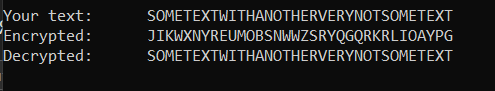 Your text: SOMETEXTWITHANOTHERVERYNOTSOMETEXT
Encrypted: JIKWXNYREUMOBSNWWZSRYQGQRKRLIOAYPG
Decrypted: SOMETEXTWITHANOTHERVERYNOTSOMETEXT